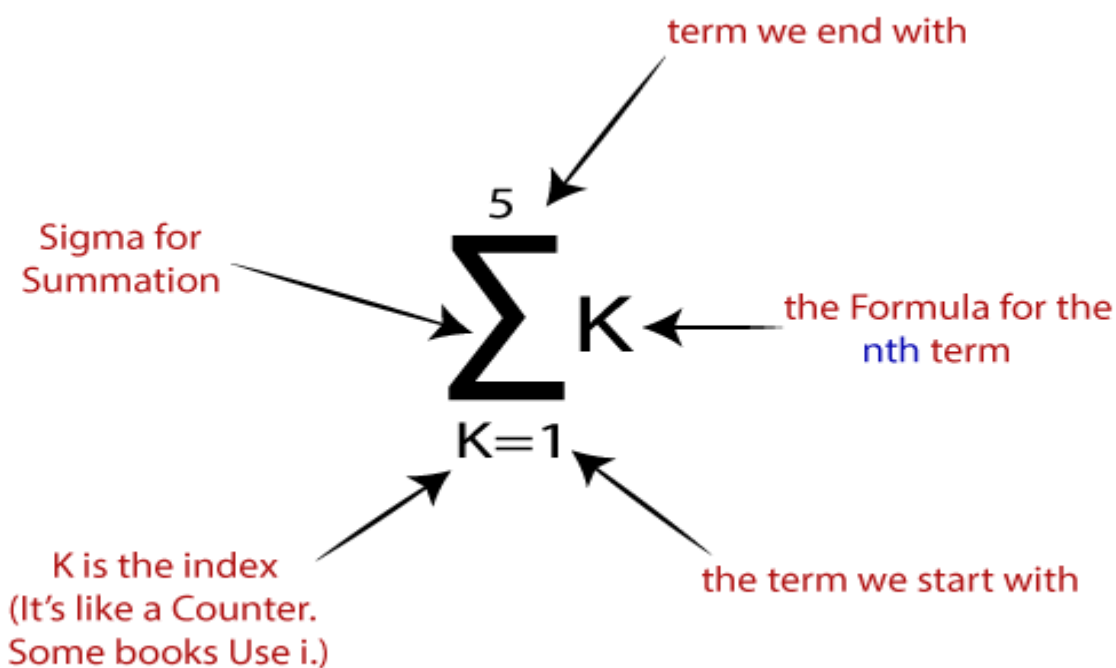 term we end with
5
Sigma for
Summation
∑ K
the Formula for the
nth term
K=1
K is the index
(It's like a Counter.
Some books Use i.)
the term we start with